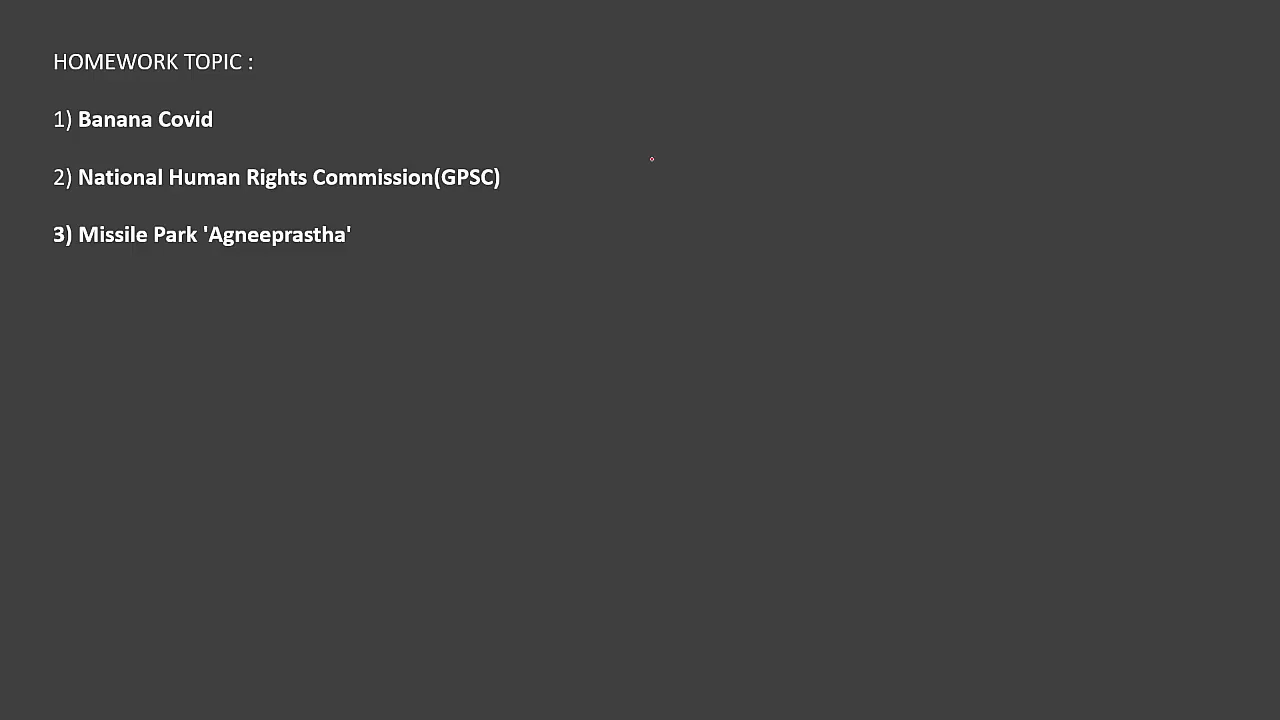 HOMEWORK TOPIC :
1) Banana Covid
2) National Human Rights Commission(GPSC)
3) Missile Park 'Agneeprastha'